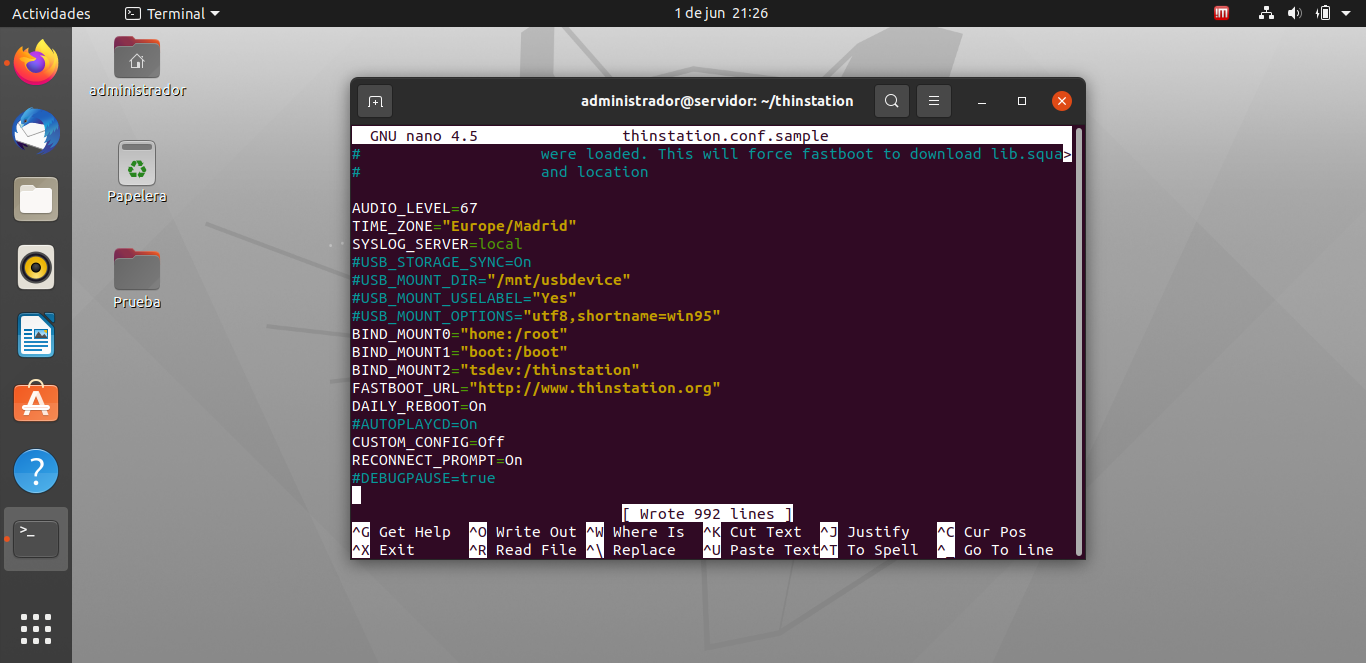 Actividades
Terminal
1 de jun 21:26
administrador
Papelera
Prueba
administrador@servidor: ~/thinstation
GNU nano 4.5 thinstation.conf.sample
# were loaded. This will force fastboot to download lib.squa>
# and location
AUDIO_LEVEL=67
TIME_ZONE="Europe/Madrid"
SYSLOG_SERVER=local
#USB_STORAGE_SYNC=On
#USB_MOUNT_DIR="/mnt/usbdevice"
#USB_MOUNT_USELABEL="Yes"
#USB_MOUNT_OPTIONS="utf8,shortname=win95"
BIND_MOUNT0="home:/root"
BIND_MOUNT1="boot:/boot"
BIND_MOUNT2="tsdev:/thinstation"
FASTBOOT_URL="http://www.thinstation.org"
DAILY_REBOOT=On
#AUTOPLAYCD=On
CUSTOM_CONFIG=Off
RECONNECT_PROMPT=On
#DEBUGPAUSE=true
[ Wrote 992 lines ]
^G Get Help ^O Write Out ^W Where Is ^K Cut Text ^J Justify ^C Cur Pos
^X Exit ^R Read File ^\ Replace ^U Paste Text ^T To Spell ^_ Go To Line